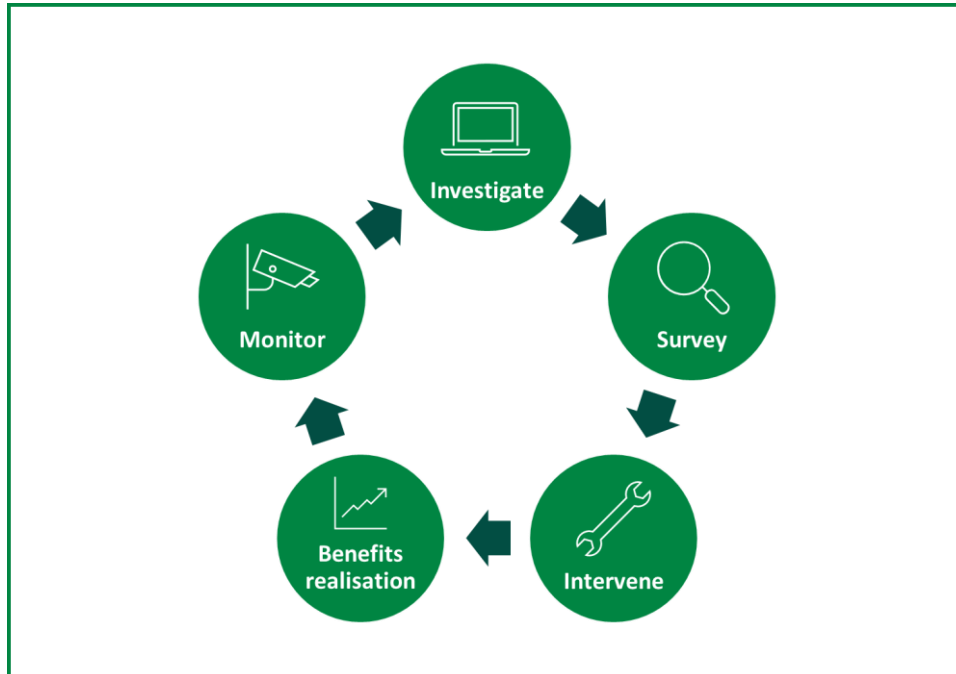 Investigate
Survey
Intervene
Benefits
realisation
Monitor